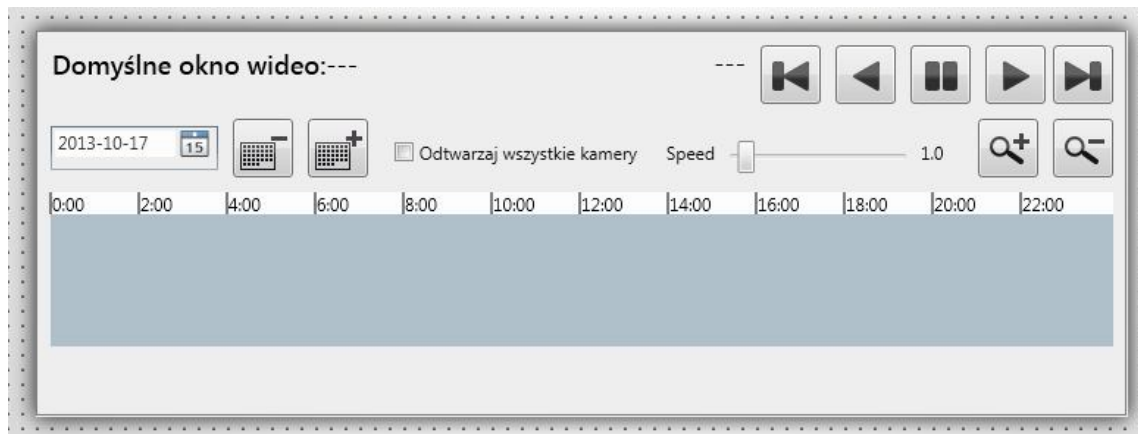 Domyślne okno wideo:--- ---
2013-10-17 15 Odtwarzaj wszystkie kamery Speed 1.0
0:00 2:00 4:00 6:00 8:00 10:00 12:00 14:00 16:00 18:00 20:00 22:00